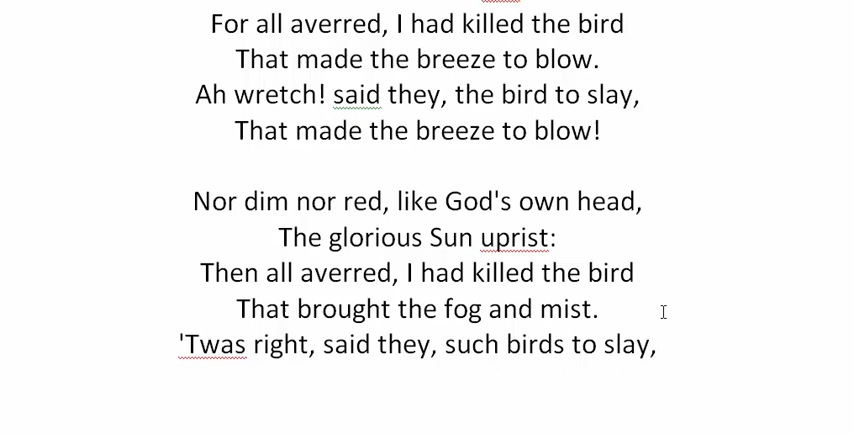 For all averred, I had killed the bird
That made the breeze to blow.
Ah wretch! said they, the bird to slay,
That made the breeze to blow!
Nor dim nor red, like God's own head,
The glorious Sun uprist:
Then all averred, I had killed the bird
That brought the fog and mist.
'Twas right, said they, such birds to slay,